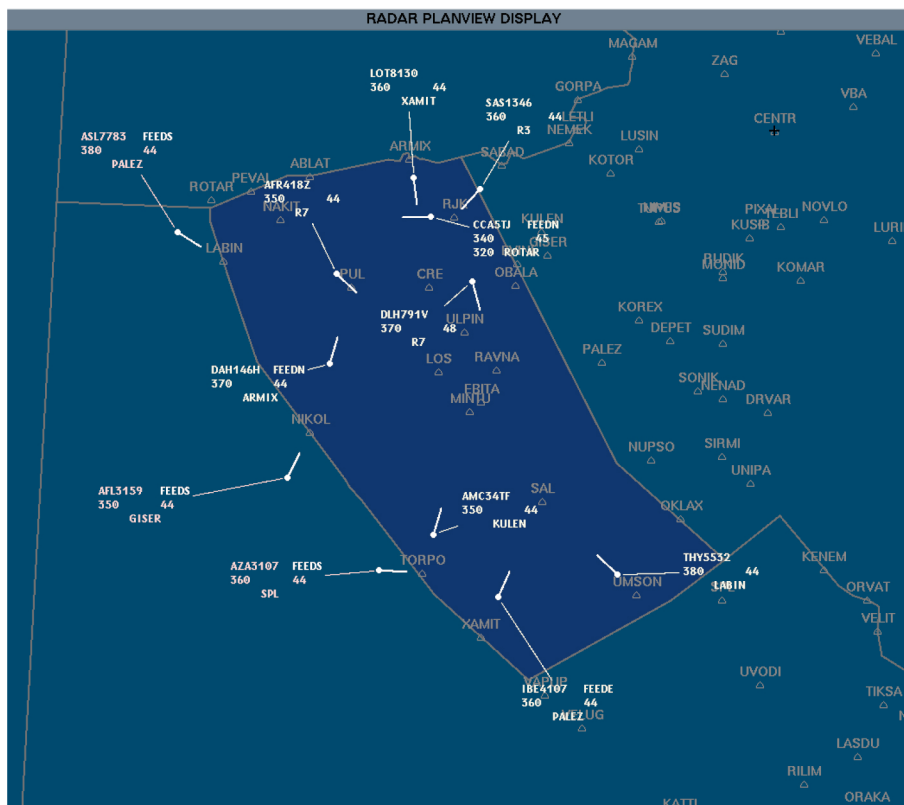 RADAR PLANVIEW DISPLAY
MAGAM
VEBAL
ZAG
LOT8130
360 44
XAMIT
GORPA
SAS1346
360 44
R3
VBA
LETLI
NEMEK
CENTR
ASL7783 FEEDS
380 44
PALEZ
LUSIN
ARMIX
SABAD
KOTOR
ABLAT
PEVAL
ROTAR
AFR418Z
350 44
R7
NAKIT
RJK
KULEN
PIXAL
TEBLI
NOVLO
CCA5TJ FEEDN
340 45
320 ROTAR
KUSIB
LURI
LABIN
GISER
RUDIK
MONID
KOMAR
PUL
CRE
OBALA
DLH791V
370 48
R7
ULPIN
KOREX
DEPET
SUDIM
PALEZ
LOS
RAVNA
DAH146H FEEDN
370 44
ARMIX
SONIK
NENAD
DRVAR
EBITA
MINTU
NIKOL
NUPSO
SIRMI
UNIPA
AFL3159 FEEDS
350 44
GISER
AMC34TF
350 44
KULEN
SAL
OKLAX
AZA3107 FEEDS
360 44
SPL
TORPO
THY5532
380 44
LABIN
UMSON
KENEM
ORVAT
XAMIT
VELIT
UVODI
IBE4107 FEEDE
360 44
PALEZ
VELUG
TIKSA
LASDU
RILIM
ORAKA
KATTI